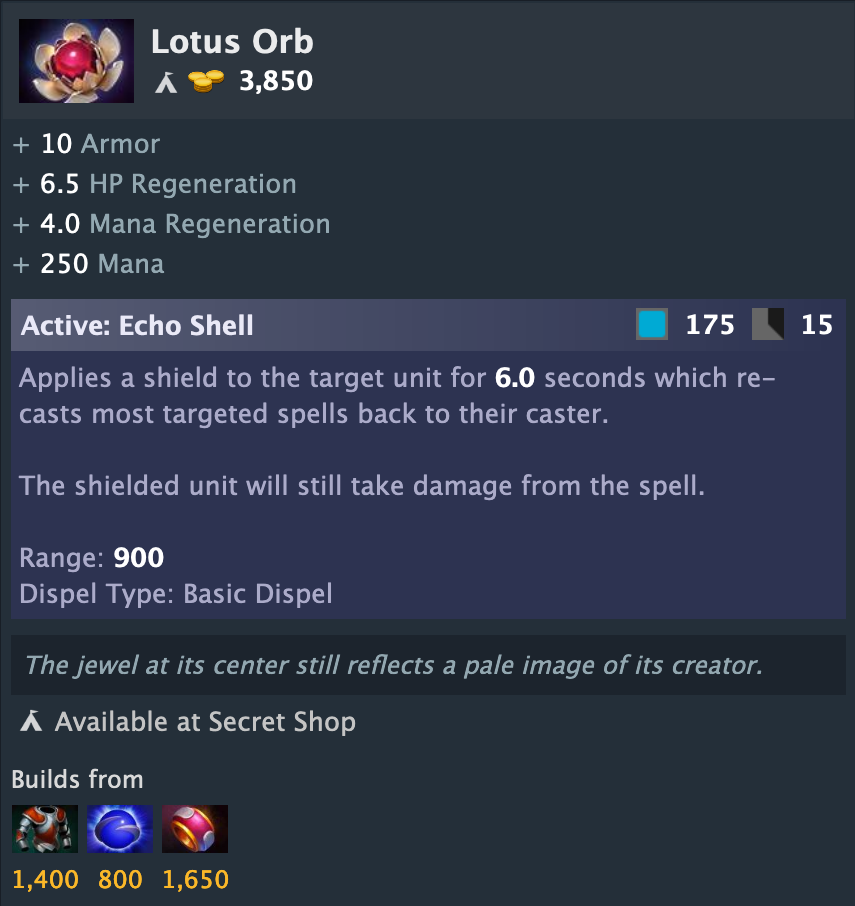 Lotus Orb
3,850
+ 10 Armor
+ 6.5 HP Regeneration
+ 4.0 Mana Regeneration
+ 250 Mana
Active: Echo Shell 175 15
Applies a shield to the target unit for 6.0 seconds which re-
casts most targeted spells back to their caster.
The shielded unit will still take damage from the spell.
Range: 900
Dispel Type: Basic Dispel
The jewel at its center still reflects a pale image of its creator.
Available at Secret Shop
Builds from
1,400 800 1,650